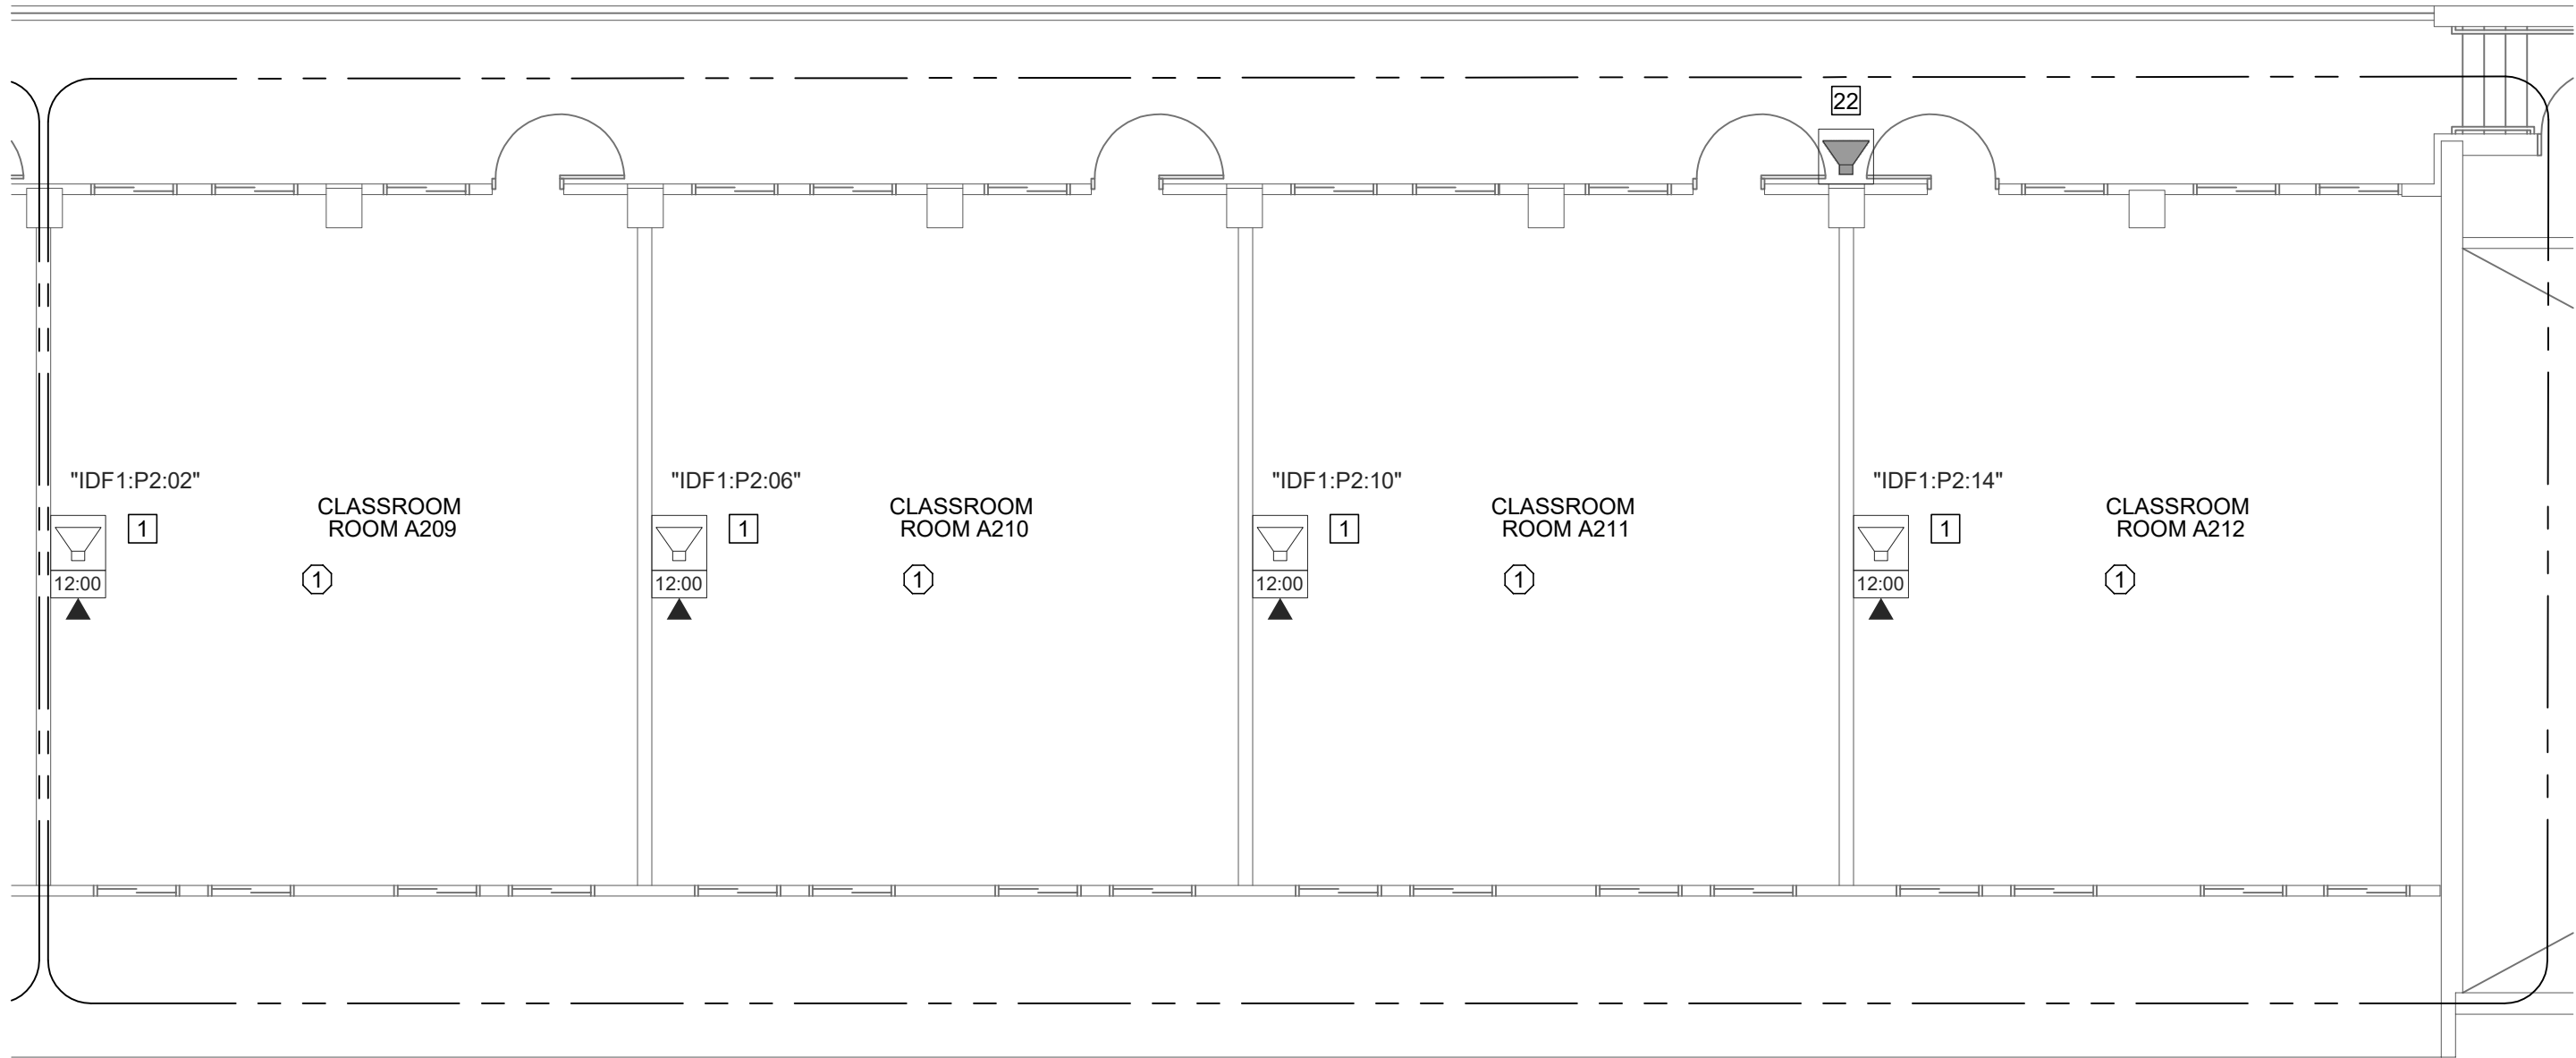 22
"IDF1:P2:02"
CLASSROOM
ROOM A209
1
12:00
1
"IDF1:P2:06"
CLASSROOM
ROOM A210
1
12:00
1
"IDF1:P2:10"
CLASSROOM
ROOM A211
1
12:00
1
"IDF1:P2:14"
CLASSROOM
ROOM A212
1
12:00
1